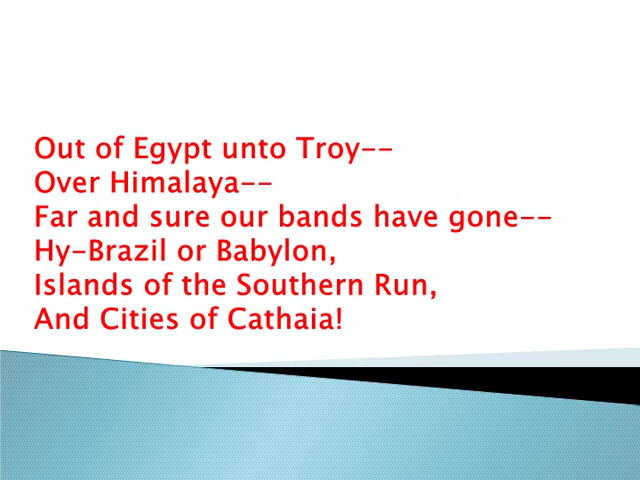 Out of Egypt unto Troy--
Over Himalaya--
Far and sure our bands have gone--
Hy-Brazil or Babylon,
Islands of the Southern Run,
And Cities of Cathaia!